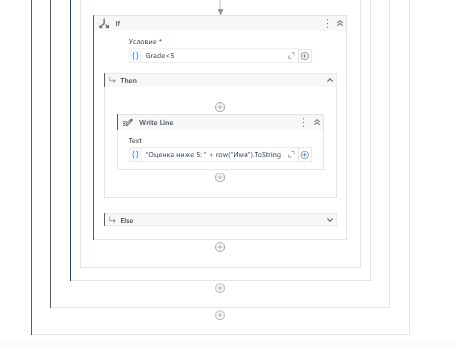 If
Условие *
Grade<5
Then
Write Line
Text
"Оценка ниже 5: " + row("Имя").ToString
Else